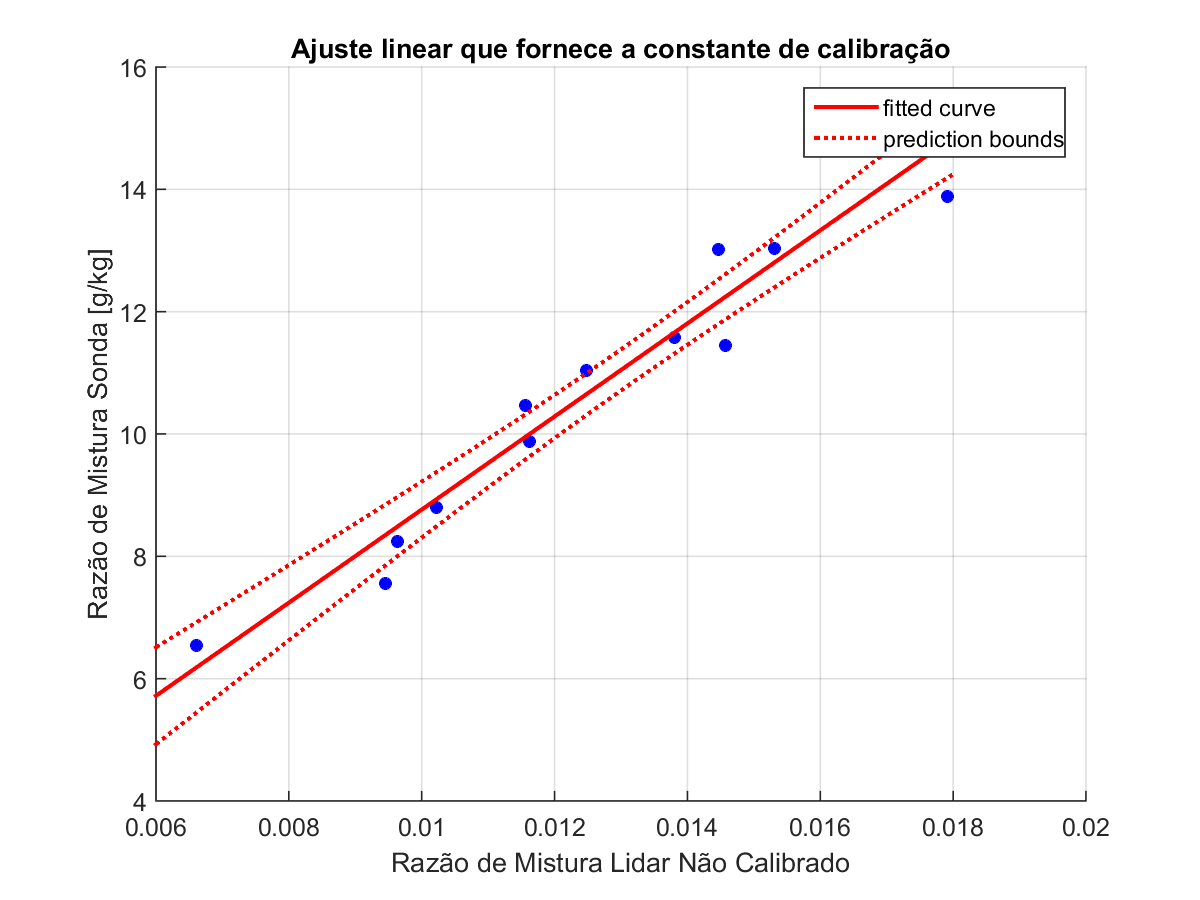 Ajuste linear que fornece a constante de calibração
16
14
12
10
8
6
4
Razão de Mistura Sonda [g/kg]
fitted curve
prediction bounds
0.006 0.008 0.01 0.012 0.014 0.016 0.018 0.02
Razão de Mistura Lidar Não Calibrado